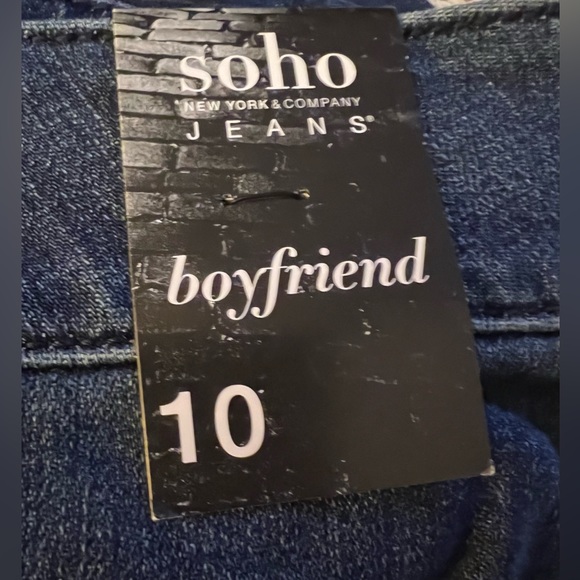 soho
NEW YORK & COMPANY
JEANS®
boyfriend
10